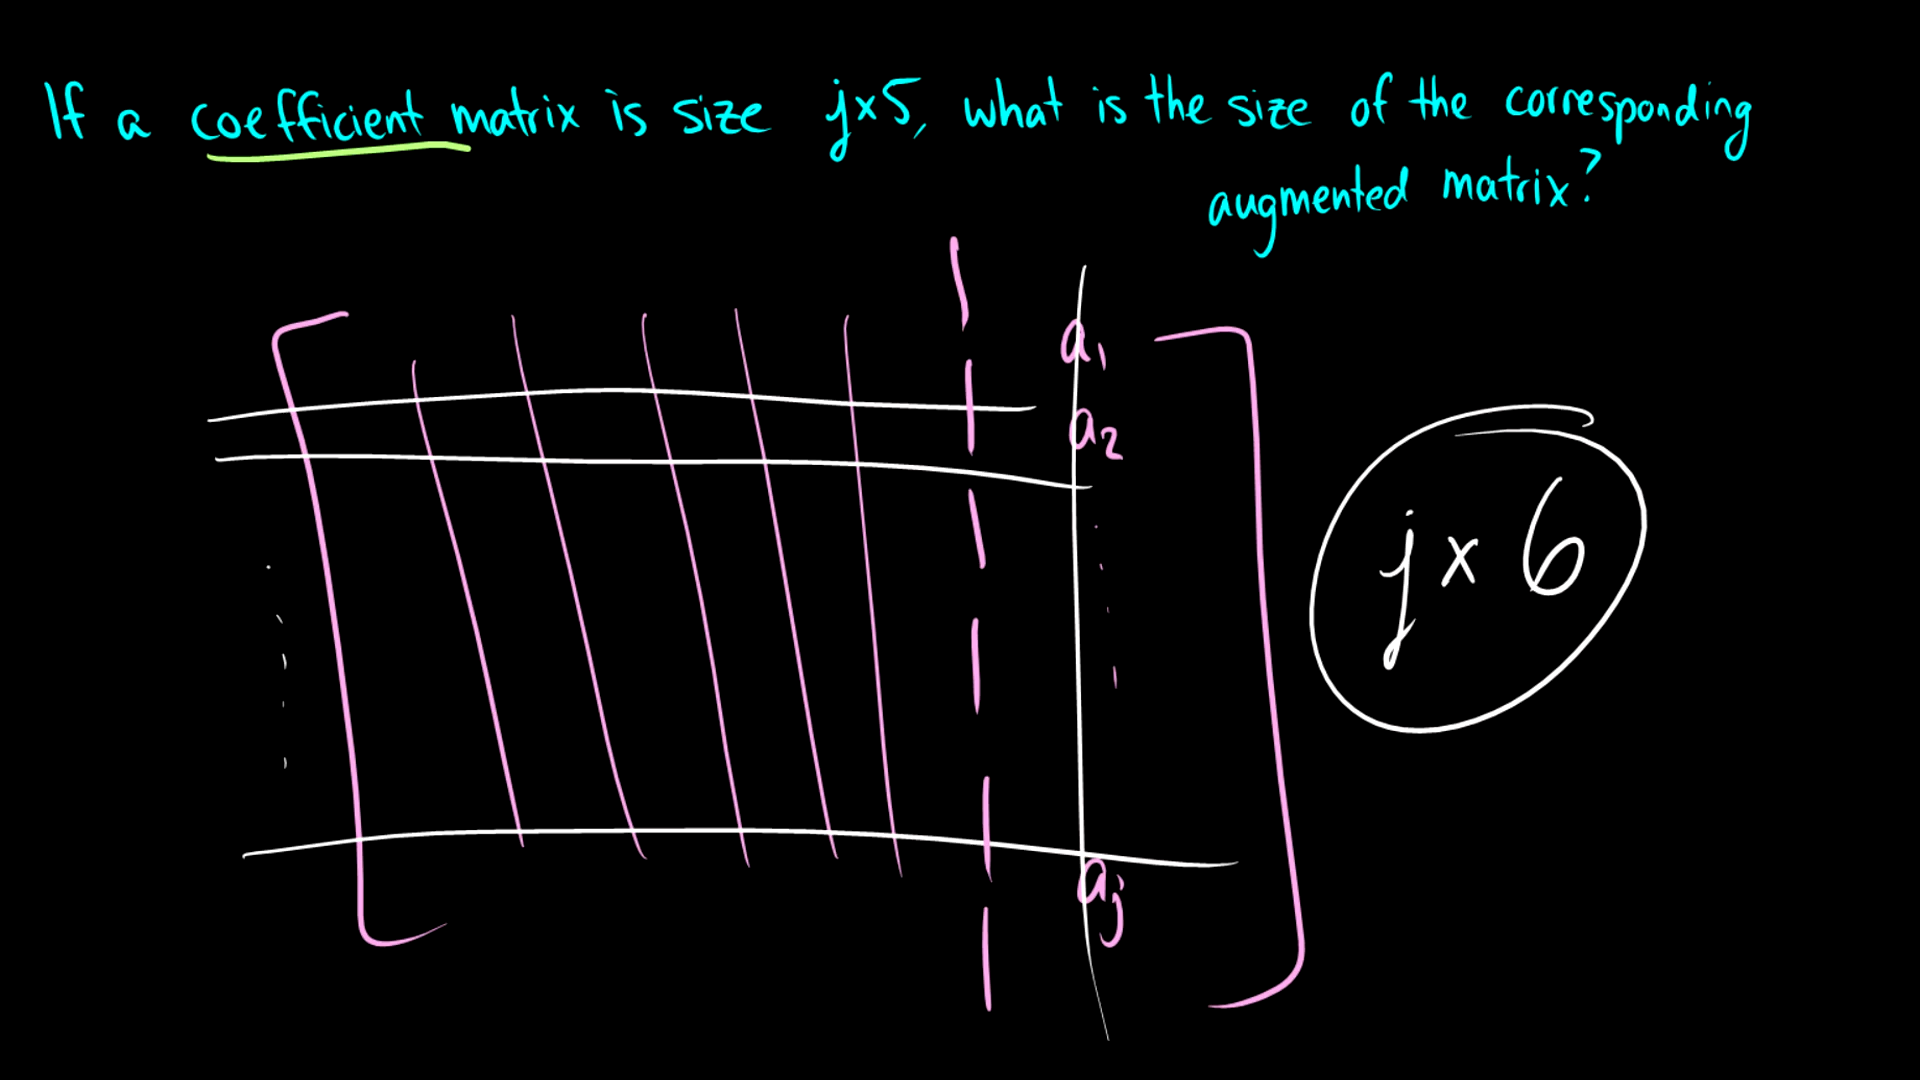 If a coefficient matrix is size j×5, what is the size of the corresponding
augmented matrix?
a₁
a₂
aⱼ
j × 6